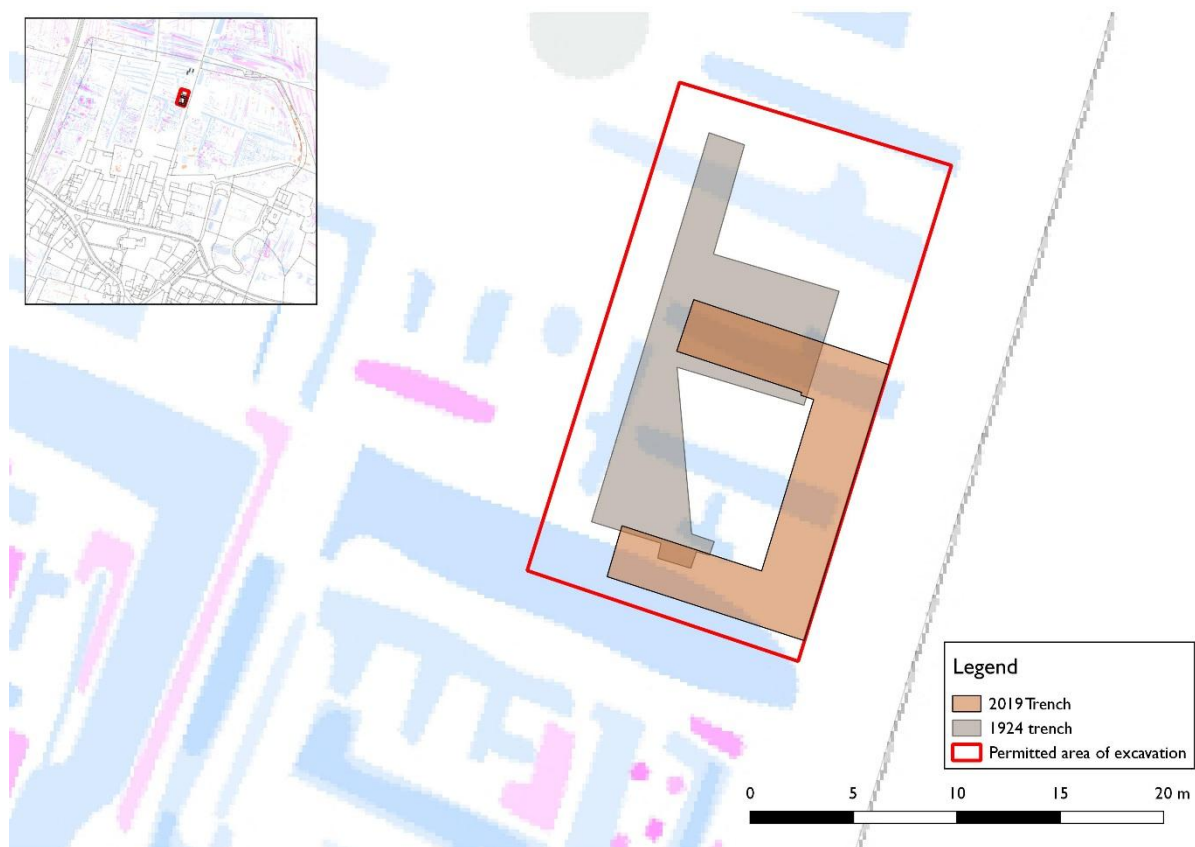 Legend
2019 Trench
1924 trench
Permitted area of excavation
0 5 10 15 20 m